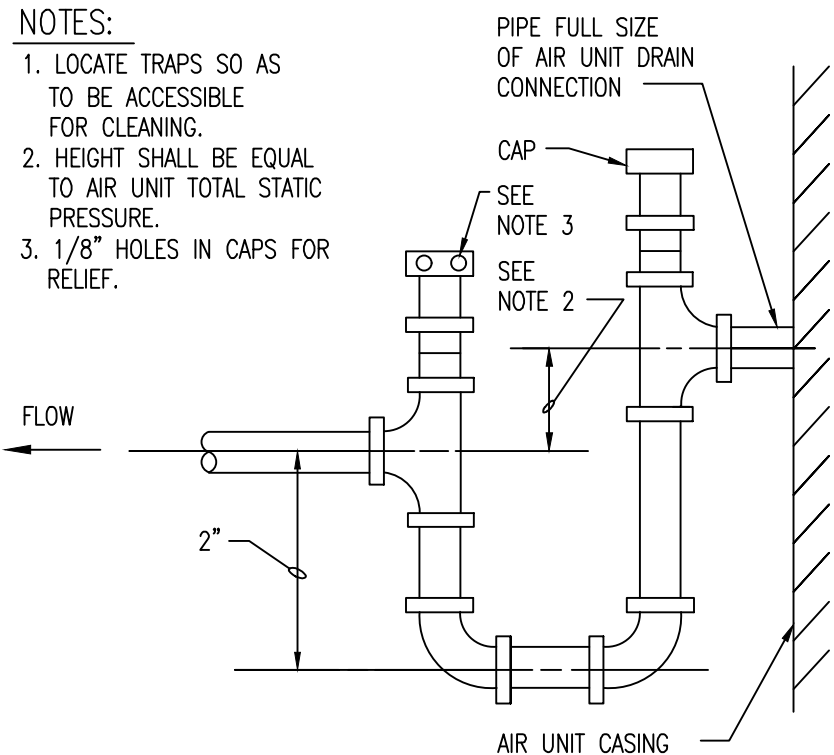 NOTES:
1. LOCATE TRAPS SO AS
TO BE ACCESSIBLE
FOR CLEANING.
2. HEIGHT SHALL BE EQUAL
TO AIR UNIT TOTAL STATIC
PRESSURE.
3. 1/8" HOLES IN CAPS FOR
RELIEF.
PIPE FULL SIZE
OF AIR UNIT DRAIN
CONNECTION
CAP
SEE
NOTE 3
SEE
NOTE 2
FLOW
2"
AIR UNIT CASING